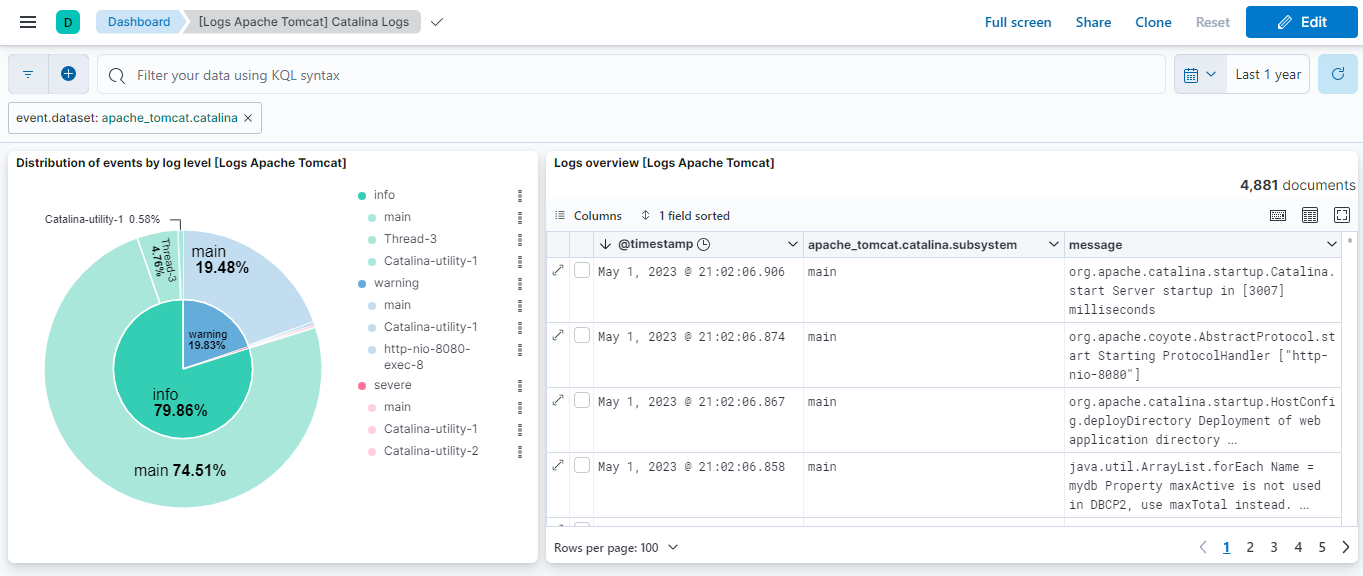 D
Dashboard
[Logs Apache Tomcat] Catalina Logs
Full screen
Share
Clone
Reset
Edit
Filter your data using KQL syntax
Last 1 year
event.dataset: apache_tomcat.catalina
Distribution of events by log level [Logs Apache Tomcat]
Catalina-utility-1 0.58%
Thread-3
4.76%
main
19.48%
warning
19.83%
info
79.86%
main 74.51%
info
main
Thread-3
Catalina-utility-1
warning
main
Catalina-utility-1
http-nio-8080-
exec-8
severe
main
Catalina-utility-1
Catalina-utility-2
Logs overview [Logs Apache Tomcat]
4,881 documents
Columns
1 field sorted
@timestamp
apache_tomcat.catalina.subsystem
message
May 1, 2023 @ 21:02:06.906
main
org.apache.catalina.startup.Catalina.
start Server startup in [3007]
milliseconds
May 1, 2023 @ 21:02:06.874
main
org.apache.coyote.AbstractProtocol.st
art Starting ProtocolHandler ["http-
nio-8080"]
May 1, 2023 @ 21:02:06.867
main
org.apache.catalina.startup.HostConfi
g.deployDirectory Deployment of web
application directory …
May 1, 2023 @ 21:02:06.858
main
java.util.ArrayList.forEach Name =
mydb Property maxActive is not used
in DBCP2, use maxTotal instead. …
Rows per page: 100
1 2 3 4 5